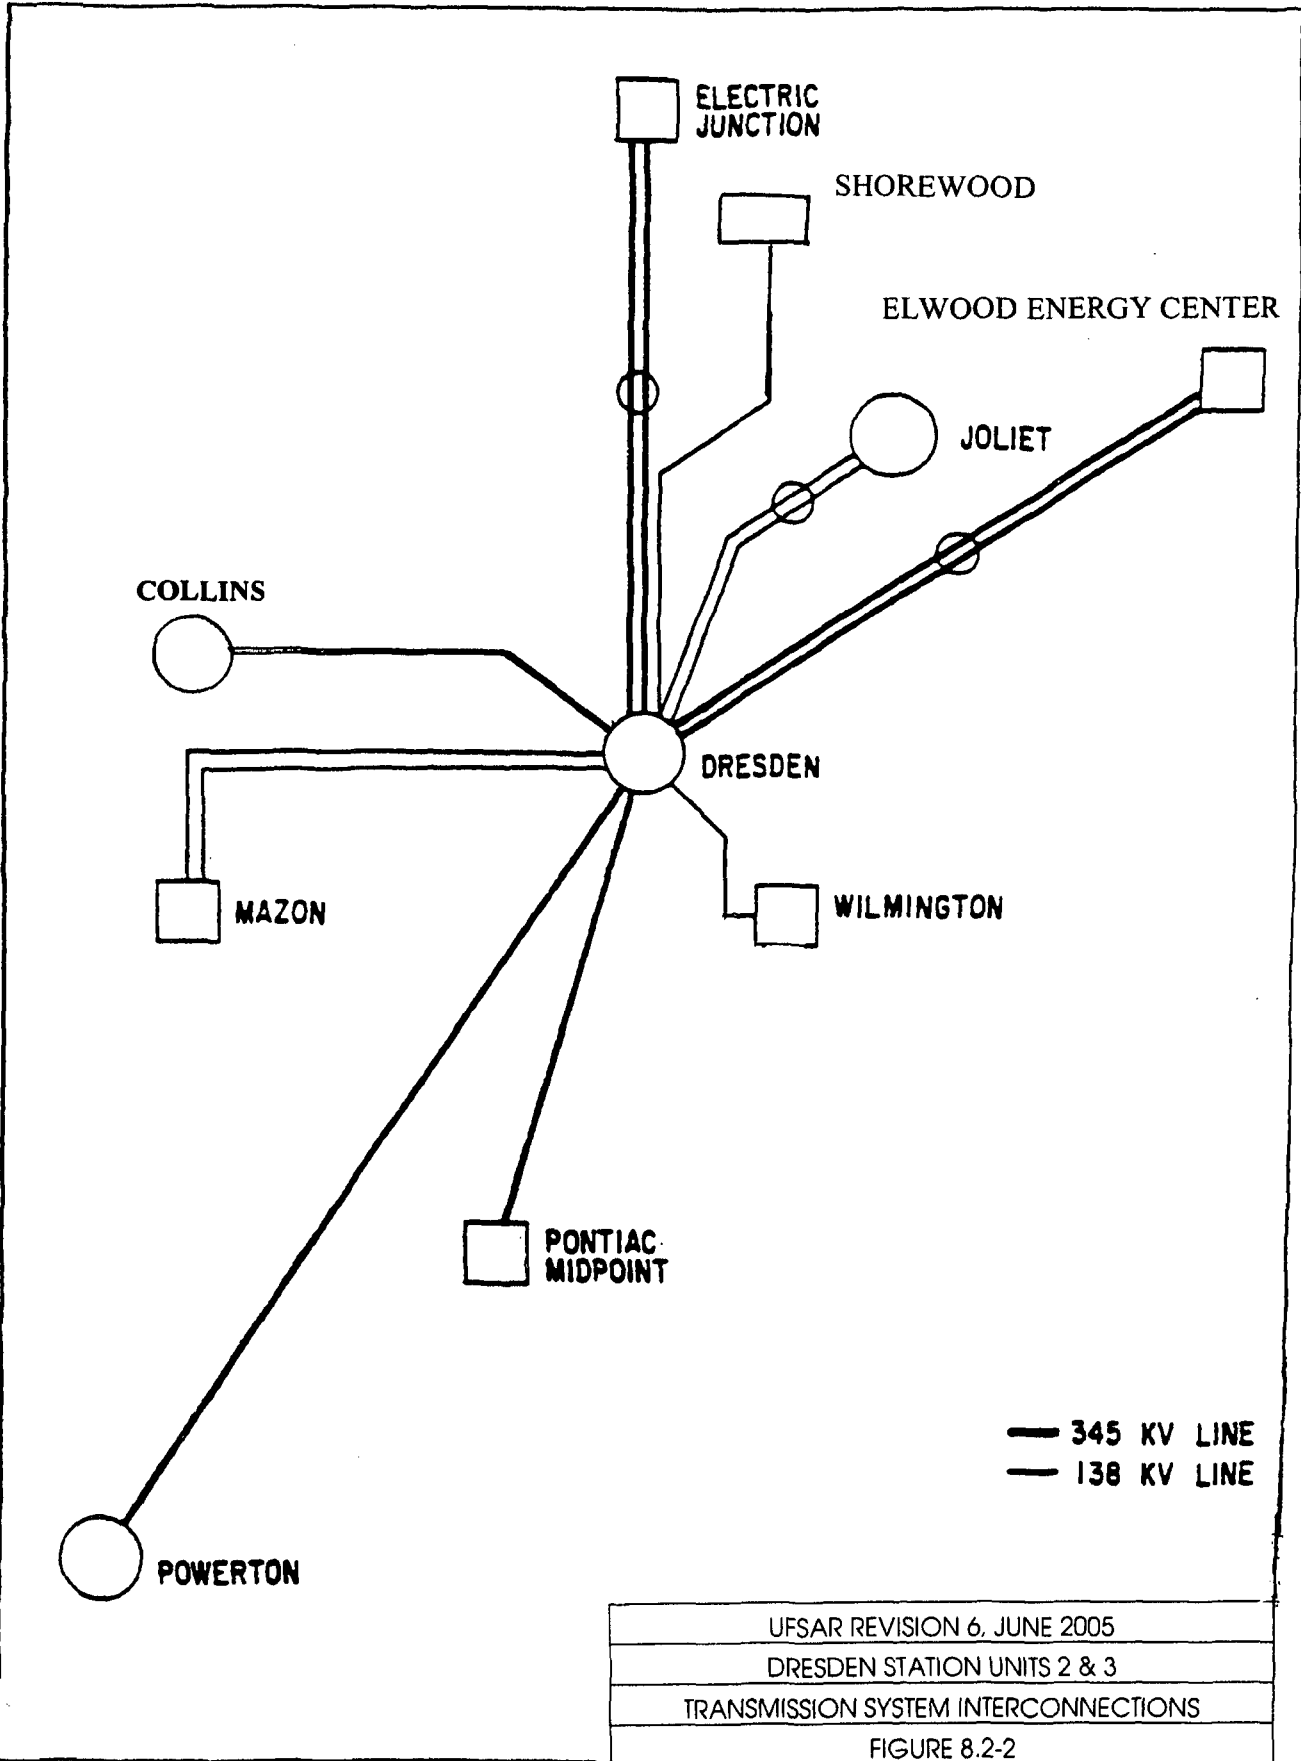 ELECTRIC
JUNCTION
SHOREWOOD
ELWOOD ENERGY CENTER
JOLIET
COLLINS
DRESDEN
MAZON
WILMINGTON
PONTIAC
MIDPOINT
345 KV LINE
138 KV LINE
POWERTON
UFSAR REVISION 6, JUNE 2005
DRESDEN STATION UNITS 2 & 3
TRANSMISSION SYSTEM INTERCONNECTIONS
FIGURE 8.2-2